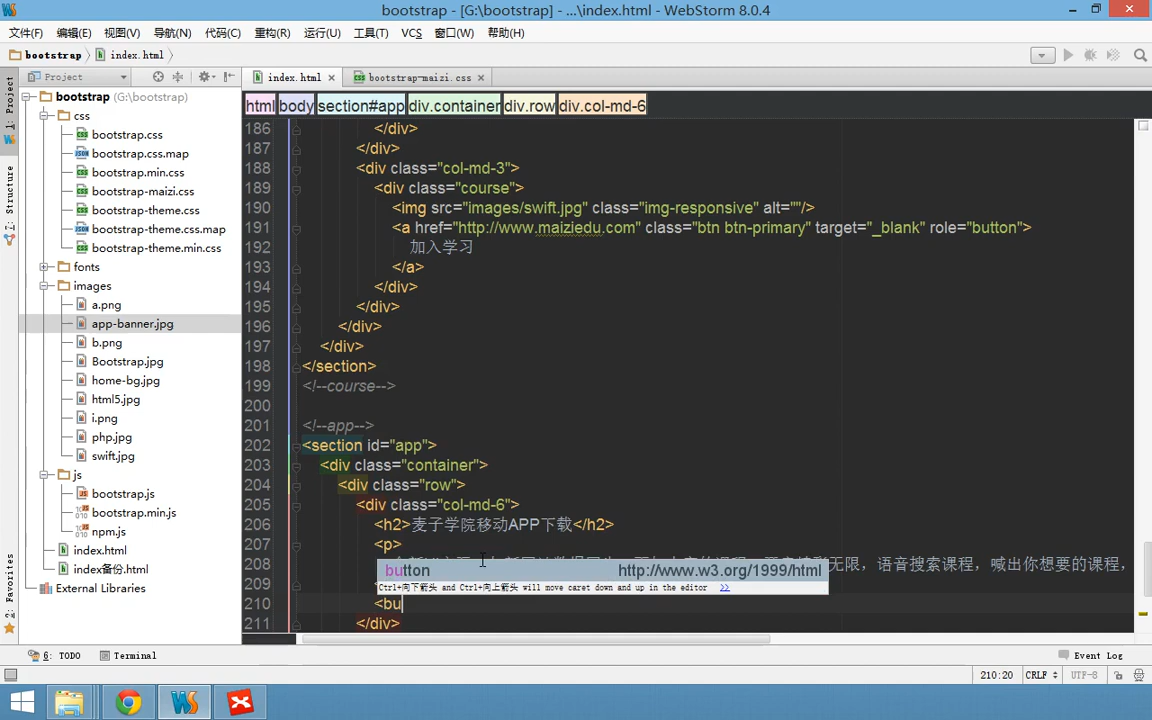 bootstrap - [G:\bootstrap] - ...\index.html - WebStorm 8.0.4
文件(F) 编辑(E) 视图(V) 导航(N) 代码(C) 重构(R) 运行(U) 工具(T) VCS 窗口(W) 帮助(H)
bootstrap index.html
Project
index.html
bootstrap-maizi.css
1: Project
7: Structure
2: Favorites
bootstrap (G:\bootstrap)
css
bootstrap.css
bootstrap.css.map
bootstrap.min.css
bootstrap-maizi.css
bootstrap-theme.css
bootstrap-theme.css.map
bootstrap-theme.min.css
fonts
images
a.png
app-banner.jpg
b.png
Bootstrap.jpg
home-bg.jpg
html5.jpg
i.png
php.jpg
swift.jpg
js
bootstrap.js
bootstrap.min.js
npm.js
index.html
index备份.html
External Libraries
html body section#app div.container div.row div.col-md-6
186 </div>
187 </div>
188 <div class="col-md-3">
189 <div class="course">
190 <img src="images/swift.jpg" class="img-responsive" alt=""/>
191 <a href="http://www.maiziedu.com" class="btn btn-primary" target="_blank" role="button">
192 加入学习
193 </a>
194 </div>
195 </div>
196 </div>
197 </div>
198 </section>
199 <!--course-->
200
201 <!--app-->
202 <section id="app">
203 <div class="container">
204 <div class="row">
205 <div class="col-md-6">
206 <h2>麦子学院移动APP下载</h2>
207 <p>
208 无限，语音搜索课程，喊出你想要的课程，
button http://www.w3.org/1999/html
Ctrl+向下箭头 and Ctrl+向上箭头 will move caret down and up in the editor >>
209
210 <bu
211 </div>
6: TODO Terminal Event Log
210:20 CRLF UTF-8